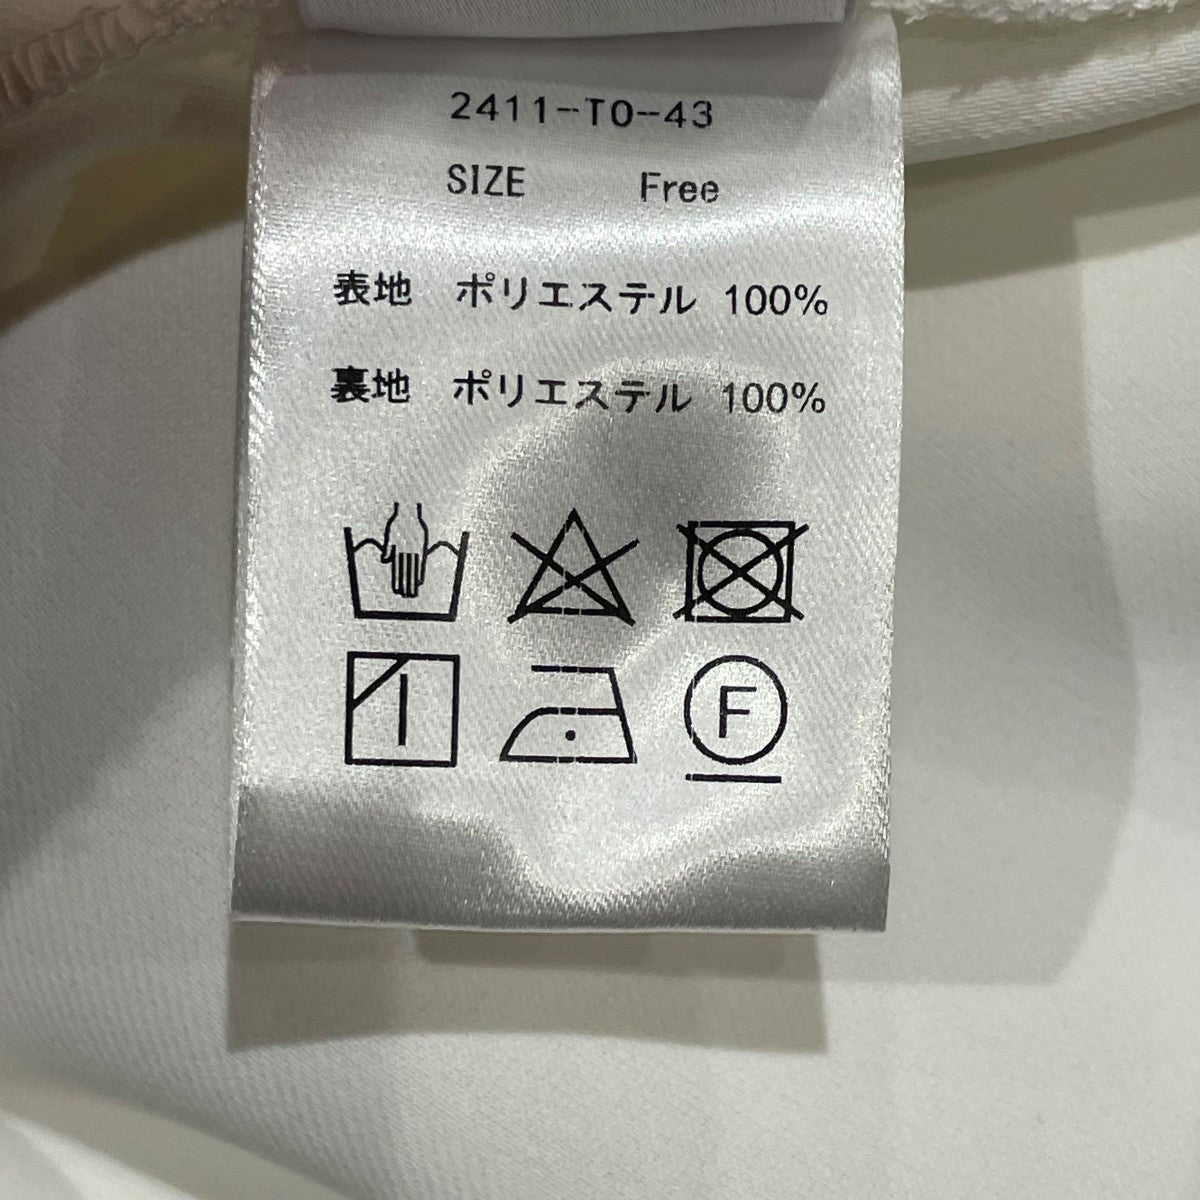 2411-TO-43
SIZE Free
表地 ポリエステル 100%
裏地 ポリエステル 100%
F